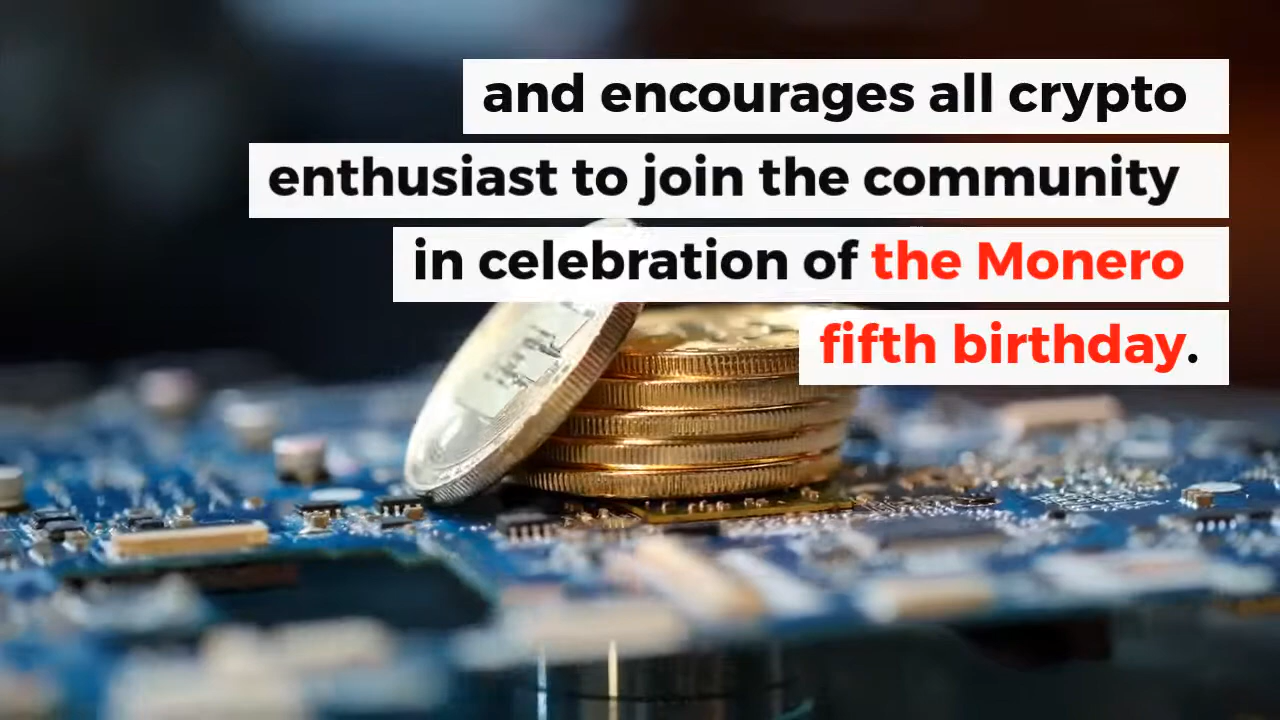 and encourages all crypto
enthusiast to join the community
in celebration of the Monero
fifth birthday.